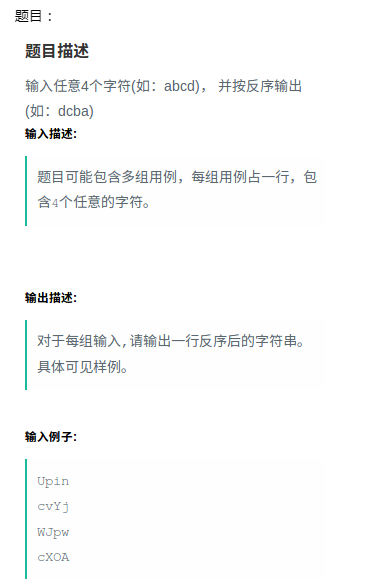 题目：
题目描述
输入任意4个字符(如：abcd)， 并按反序输出
(如：dcba)
输入描述:
题目可能包含多组用例，每组用例占一行，包
含4个任意的字符。
输出描述:
对于每组输入,请输出一行反序后的字符串。
具体可见样例。
输入例子:
Upin
cvYj
WJpw
cXOA